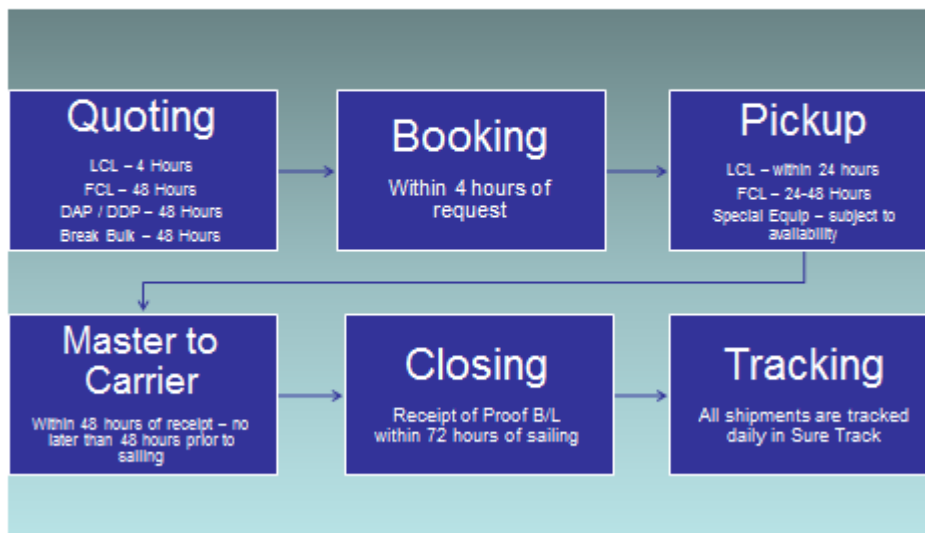 Quoting
LCL – 4 Hours
FCL – 48 Hours
DAP / DDP – 48 Hours
Break Bulk – 48 Hours
Booking
Within 4 hours of
request
Pickup
LCL – within 24 hours
FCL – 24-48 Hours
Special Equip – subject to
availability
Master to
Carrier
Within 48 hours of receipt – no
later than 48 hours prior to
sailing
Closing
Receipt of Proof B/L
within 72 hours of sailing
Tracking
All shipments are tracked
daily in Sure Track